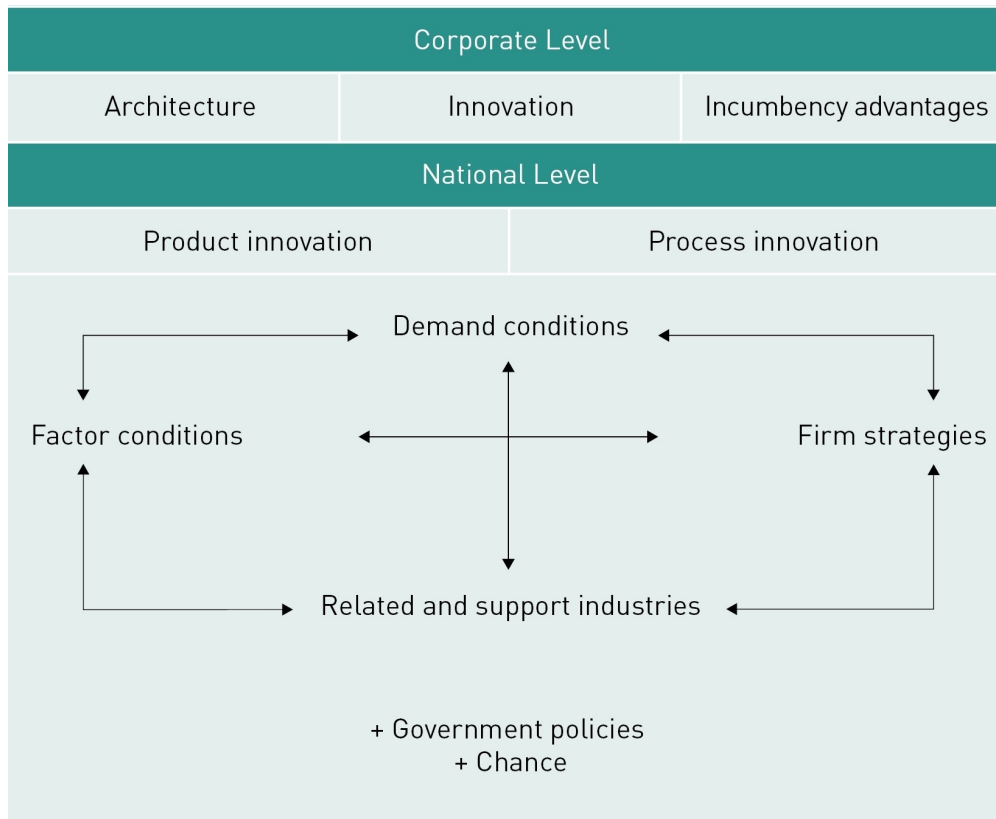 Corporate Level
Architecture
Innovation
Incumbency advantages
National Level
Product innovation
Process innovation
Demand conditions
Factor conditions
Firm strategies
Related and support industries
+ Government policies
+ Chance